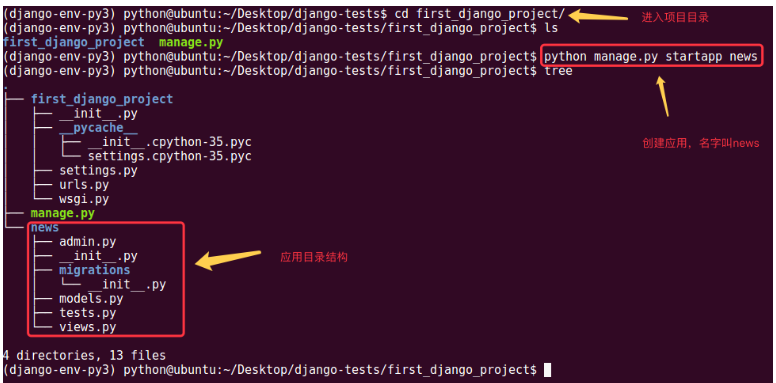 (django-env-py3) python@ubuntu:~/Desktop/django-tests$ cd first_django_project/ 进入项目目录
(django-env-py3) python@ubuntu:~/Desktop/django-tests/first_django_project$ ls
first_django_project  manage.py
(django-env-py3) python@ubuntu:~/Desktop/django-tests/first_django_project$ python manage.py startapp news
(django-env-py3) python@ubuntu:~/Desktop/django-tests/first_django_project$ tree
.
├── first_django_project
│   ├── __init__.py
│   ├── __pycache__
│   │   ├── __init__.cpython-35.pyc 创建应用，名字叫news
│   │   └── settings.cpython-35.pyc
│   ├── settings.py
│   ├── urls.py
│   └── wsgi.py
├── manage.py
└── news
    ├── admin.py
    ├── __init__.py 应用目录结构
    ├── migrations
    │   └── __init__.py
    ├── models.py
    ├── tests.py
    └── views.py
4 directories, 13 files
(django-env-py3) python@ubuntu:~/Desktop/django-tests/first_django_project$